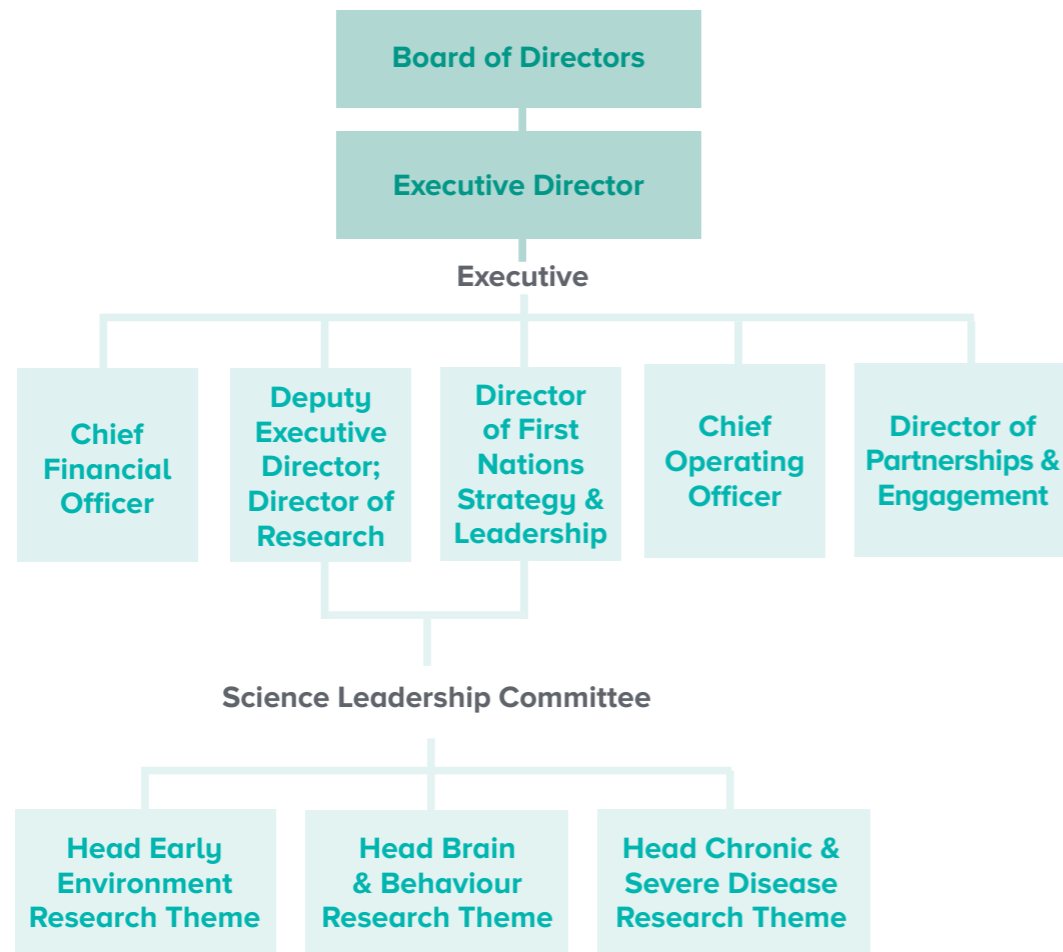 Board of Directors
Executive Director
Executive
Chief
Financial
Officer
Deputy
Executive
Director;
Director of
Research
Director
of First
Nations
Strategy &
Leadership
Chief
Operating
Officer
Director of
Partnerships &
Engagement
Science Leadership Committee
Head Early
Environment
Research Theme
Head Brain
& Behaviour
Research Theme
Head Chronic &
Severe Disease
Research Theme